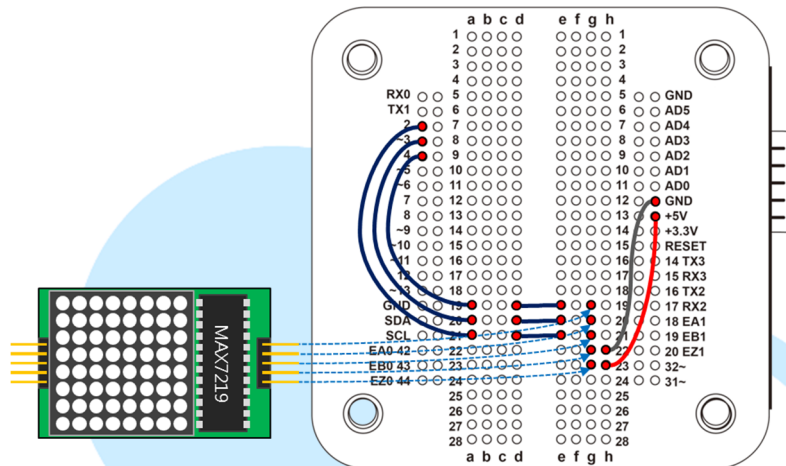 a b c d e f g h
1 1
2 2
3 3
4 4
RX0 5 5 GND
TX1 6 6 AD5
2 7 7 AD4
~3 8 8 AD3
4 9 9 AD2
~5 10 10 AD1
~6 11 11 AD0
7 12 12 GND
8 13 13 +5V
~9 14 14 +3.3V
~10 15 15 RESET
~11 16 16 14 TX3
12 17 17 15 RX3
~13 18 18 16 TX2
GND 19 19 17 RX2
SDA 20 20 18 EA1
SCL 21 21 19 EB1
EA0 42 22 22 20 EZ1
EB0 43 23 23 32~
EZ0 44 24 24 31~
25 25
26 26
27 27
28 28
a b c d e f g h
MAX7219